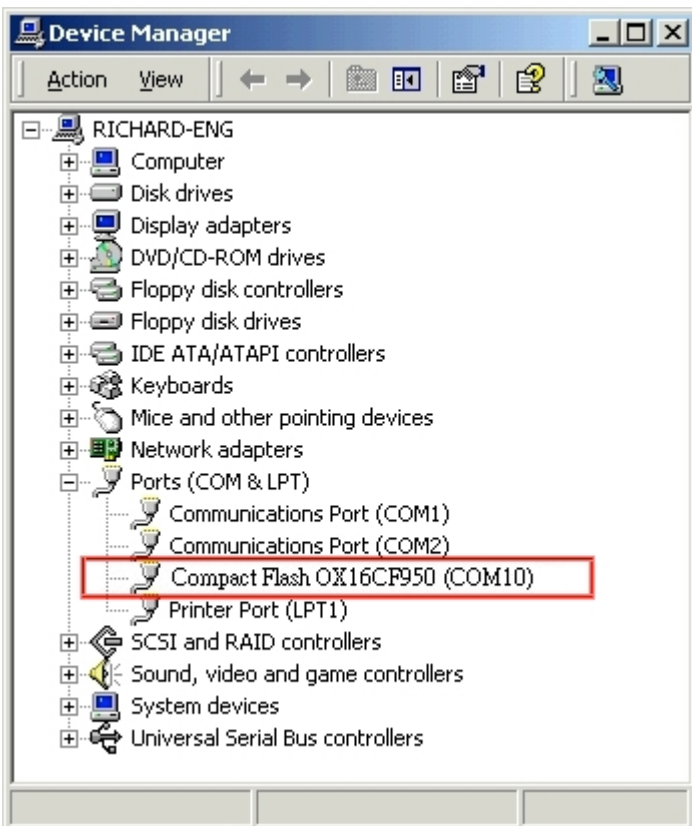 Device Manager
Action View
RICHARD-ENG
Computer
Disk drives
Display adapters
DVD/CD-ROM drives
Floppy disk controllers
Floppy disk drives
IDE ATA/ATAPI controllers
Keyboards
Mice and other pointing devices
Network adapters
Ports (COM & LPT)
Communications Port (COM1)
Communications Port (COM2)
Compact Flash OX16CF950 (COM10)
Printer Port (LPT1)
SCSI and RAID controllers
Sound, video and game controllers
System devices
Universal Serial Bus controllers